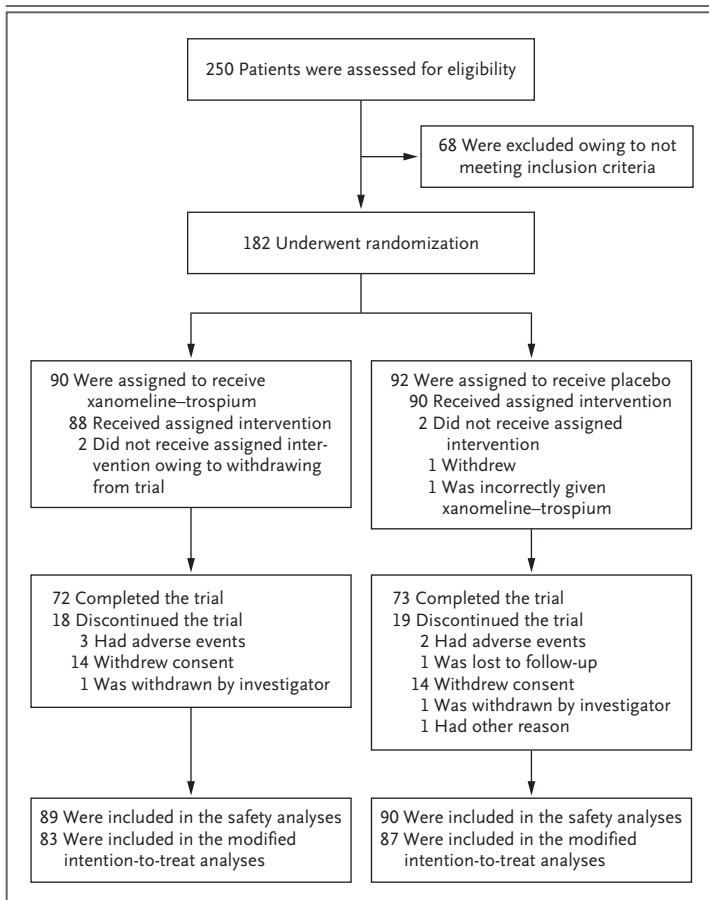 250 Patients were assessed for eligibility
68 Were excluded owing to not
meeting inclusion criteria
182 Underwent randomization
90 Were assigned to receive
xanomeline–trospium
88 Received assigned intervention
2 Did not receive assigned inter-
vention owing to withdrawing
from trial
92 Were assigned to receive placebo
90 Received assigned intervention
2 Did not receive assigned
intervention
1 Withdrew
1 Was incorrectly given
xanomeline–trospium
72 Completed the trial
18 Discontinued the trial
3 Had adverse events
14 Withdrew consent
1 Was withdrawn by investigator
73 Completed the trial
19 Discontinued the trial
2 Had adverse events
1 Was lost to follow-up
14 Withdrew consent
1 Was withdrawn by investigator
1 Had other reason
89 Were included in the safety analyses
83 Were included in the modified
intention-to-treat analyses
90 Were included in the safety analyses
87 Were included in the modified
intention-to-treat analyses